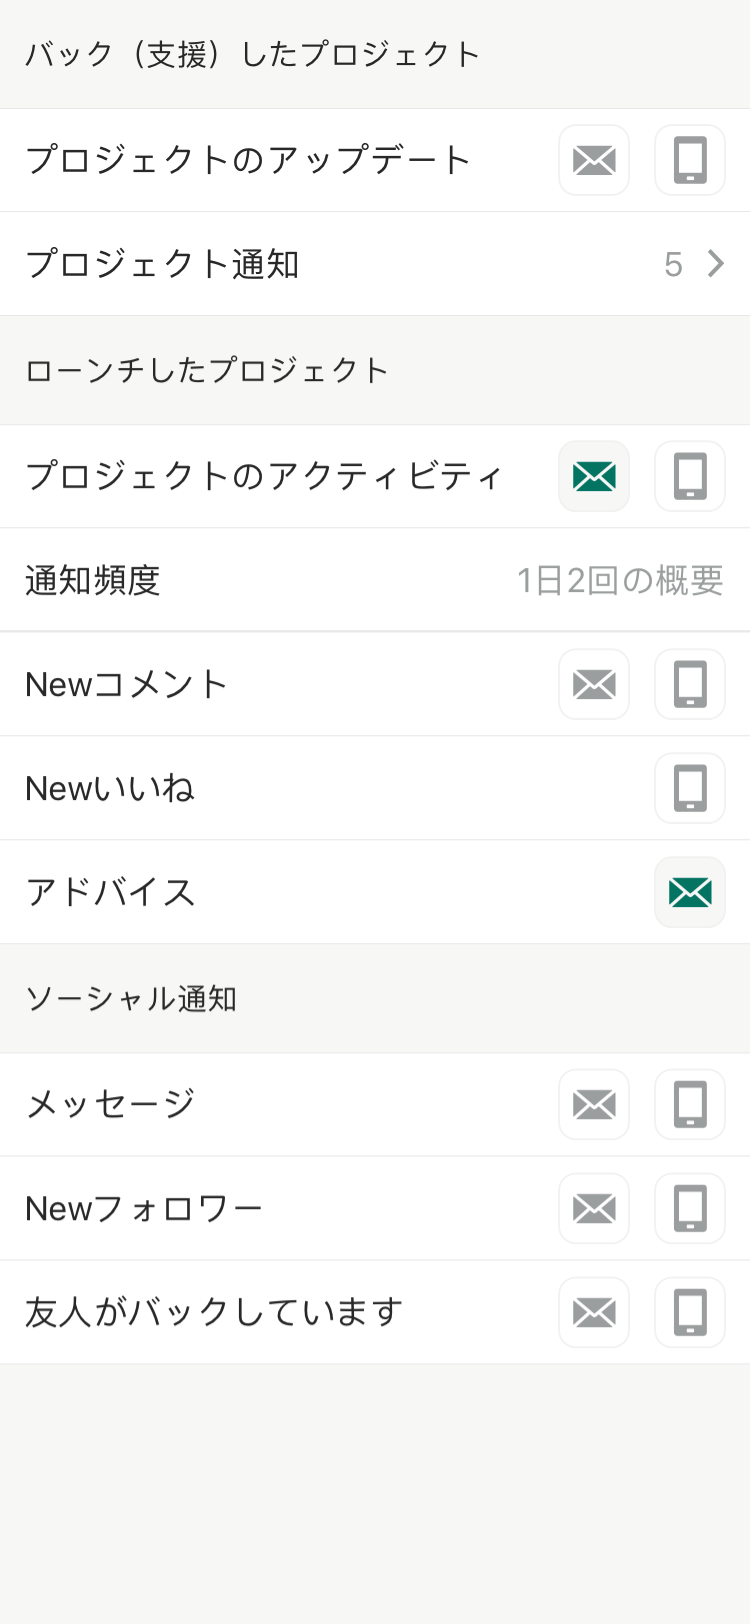 バック（支援）したプロジェクト
プロジェクトのアップデート
プロジェクト通知 5
ローンチしたプロジェクト
プロジェクトのアクティビティ
通知頻度 1日2回の概要
Newコメント
Newいいね
アドバイス
ソーシャル通知
メッセージ
Newフォロワー
友人がバックしています